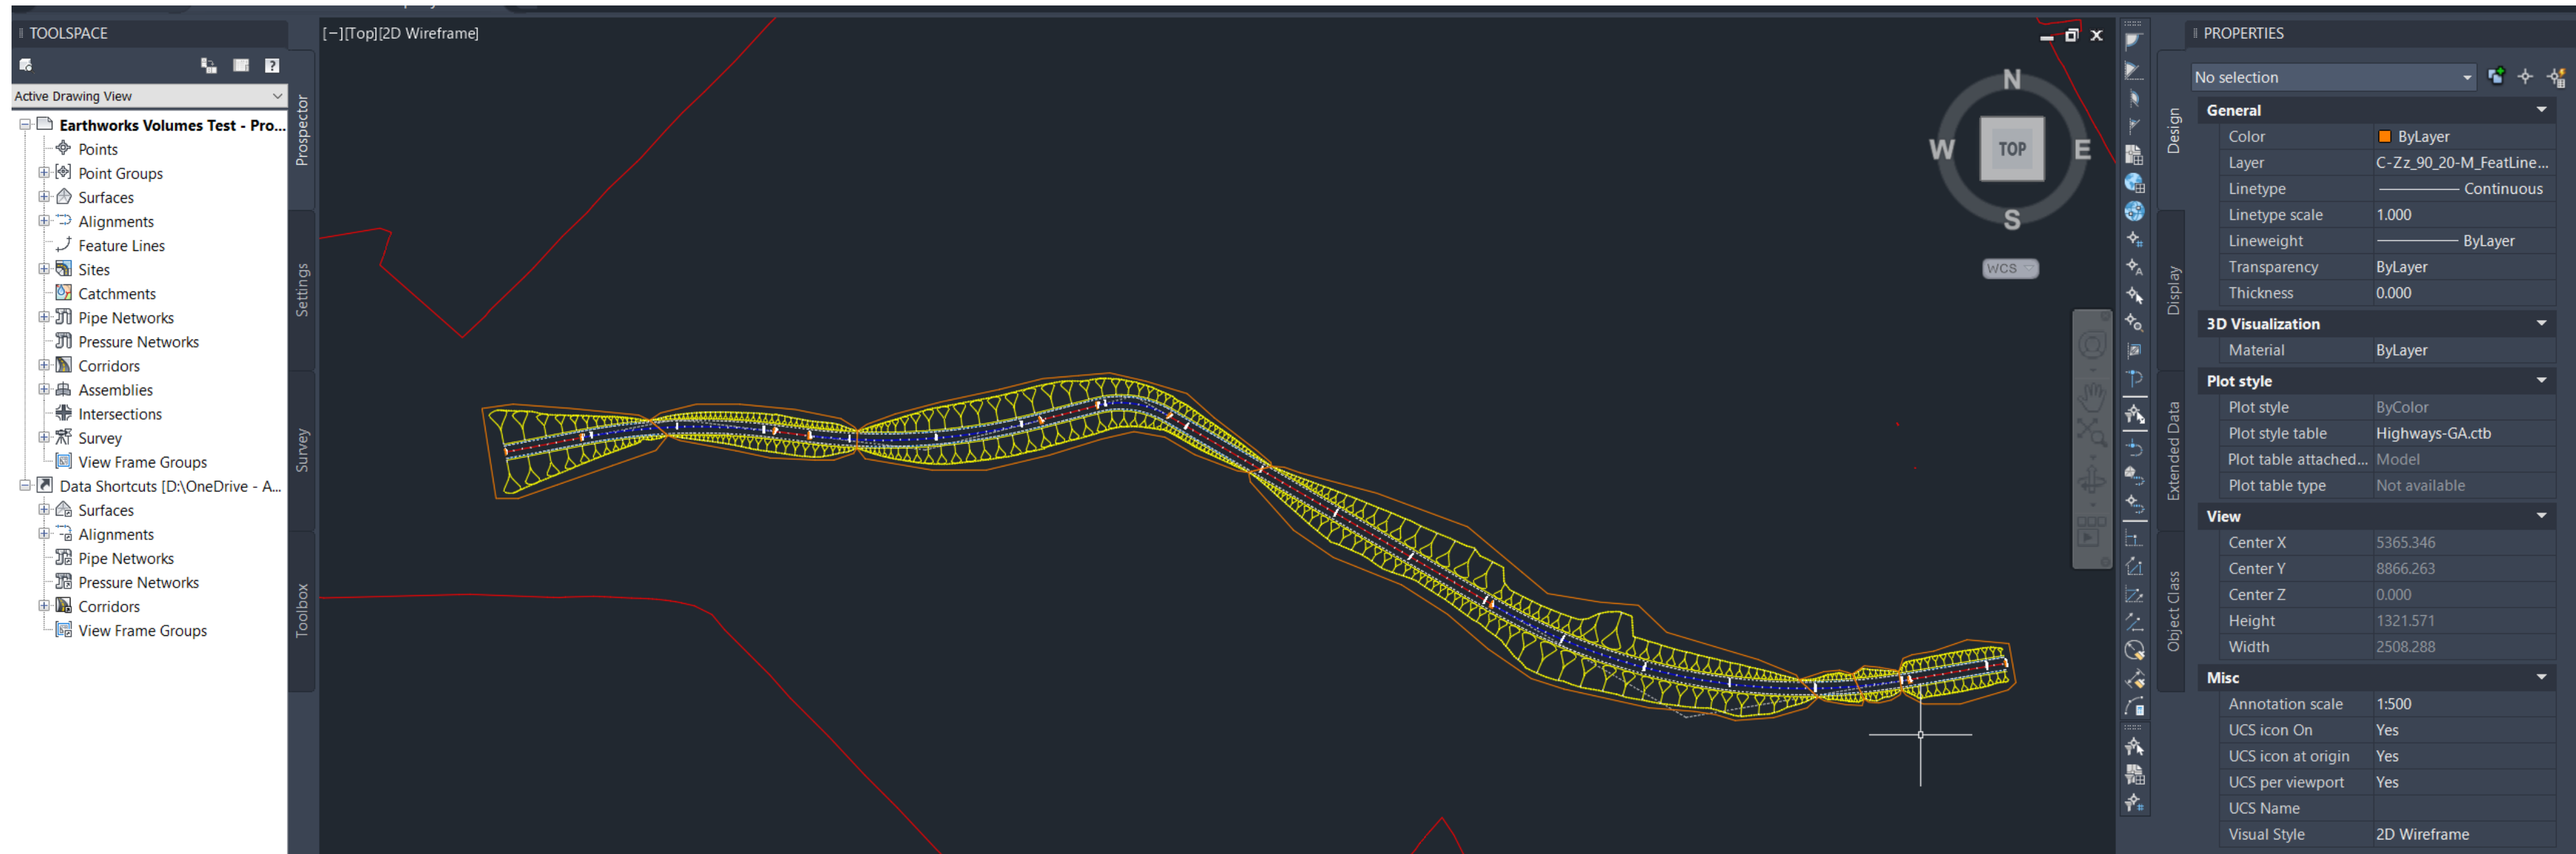 TOOLSPACE
Active Drawing View
Earthworks Volumes Test - Pro...
Points
Point Groups
Surfaces
Alignments
Feature Lines
Sites
Catchments
Pipe Networks
Pressure Networks
Corridors
Assemblies
Intersections
Survey
View Frame Groups
Data Shortcuts [D:\OneDrive - A...
Surfaces
Alignments
Pipe Networks
Pressure Networks
Corridors
View Frame Groups
Prospector
Settings
Survey
Toolbox
[−][Top][2D Wireframe]
N
W
TOP
E
S
WCS
Design
Display
Extended Data
Object Class
PROPERTIES
No selection
General
Color ByLayer
Layer C-Zz_90_20-M_FeatLine...
Linetype Continuous
Linetype scale 1.000
Lineweight ByLayer
Transparency ByLayer
Thickness 0.000
3D Visualization
Material ByLayer
Plot style
Plot style ByColor
Plot style table Highways-GA.ctb
Plot table attached... Model
Plot table type Not available
View
Center X 5365.346
Center Y 8866.263
Center Z 0.000
Height 1321.571
Width 2508.288
Misc
Annotation scale 1:500
UCS icon On Yes
UCS icon at origin Yes
UCS per viewport Yes
UCS Name
Visual Style 2D Wireframe